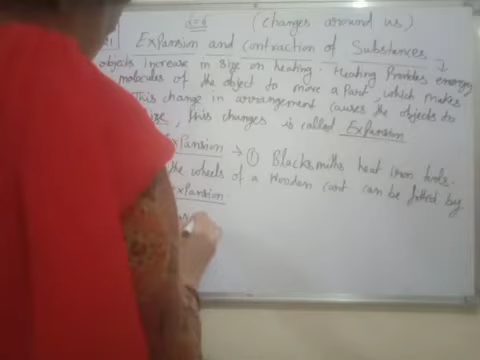 (changes around us)
Expansion and contraction of Substances
objects increase in size on heating. Heating Provides energy
molecules of the object to move a Part, which makes
This change in arrangement causes the objects to
size, this changes is called Expansion
Expansion → ① Blacksmiths heat iron
the wheels of a wooden cart can be fitted by
expansion.